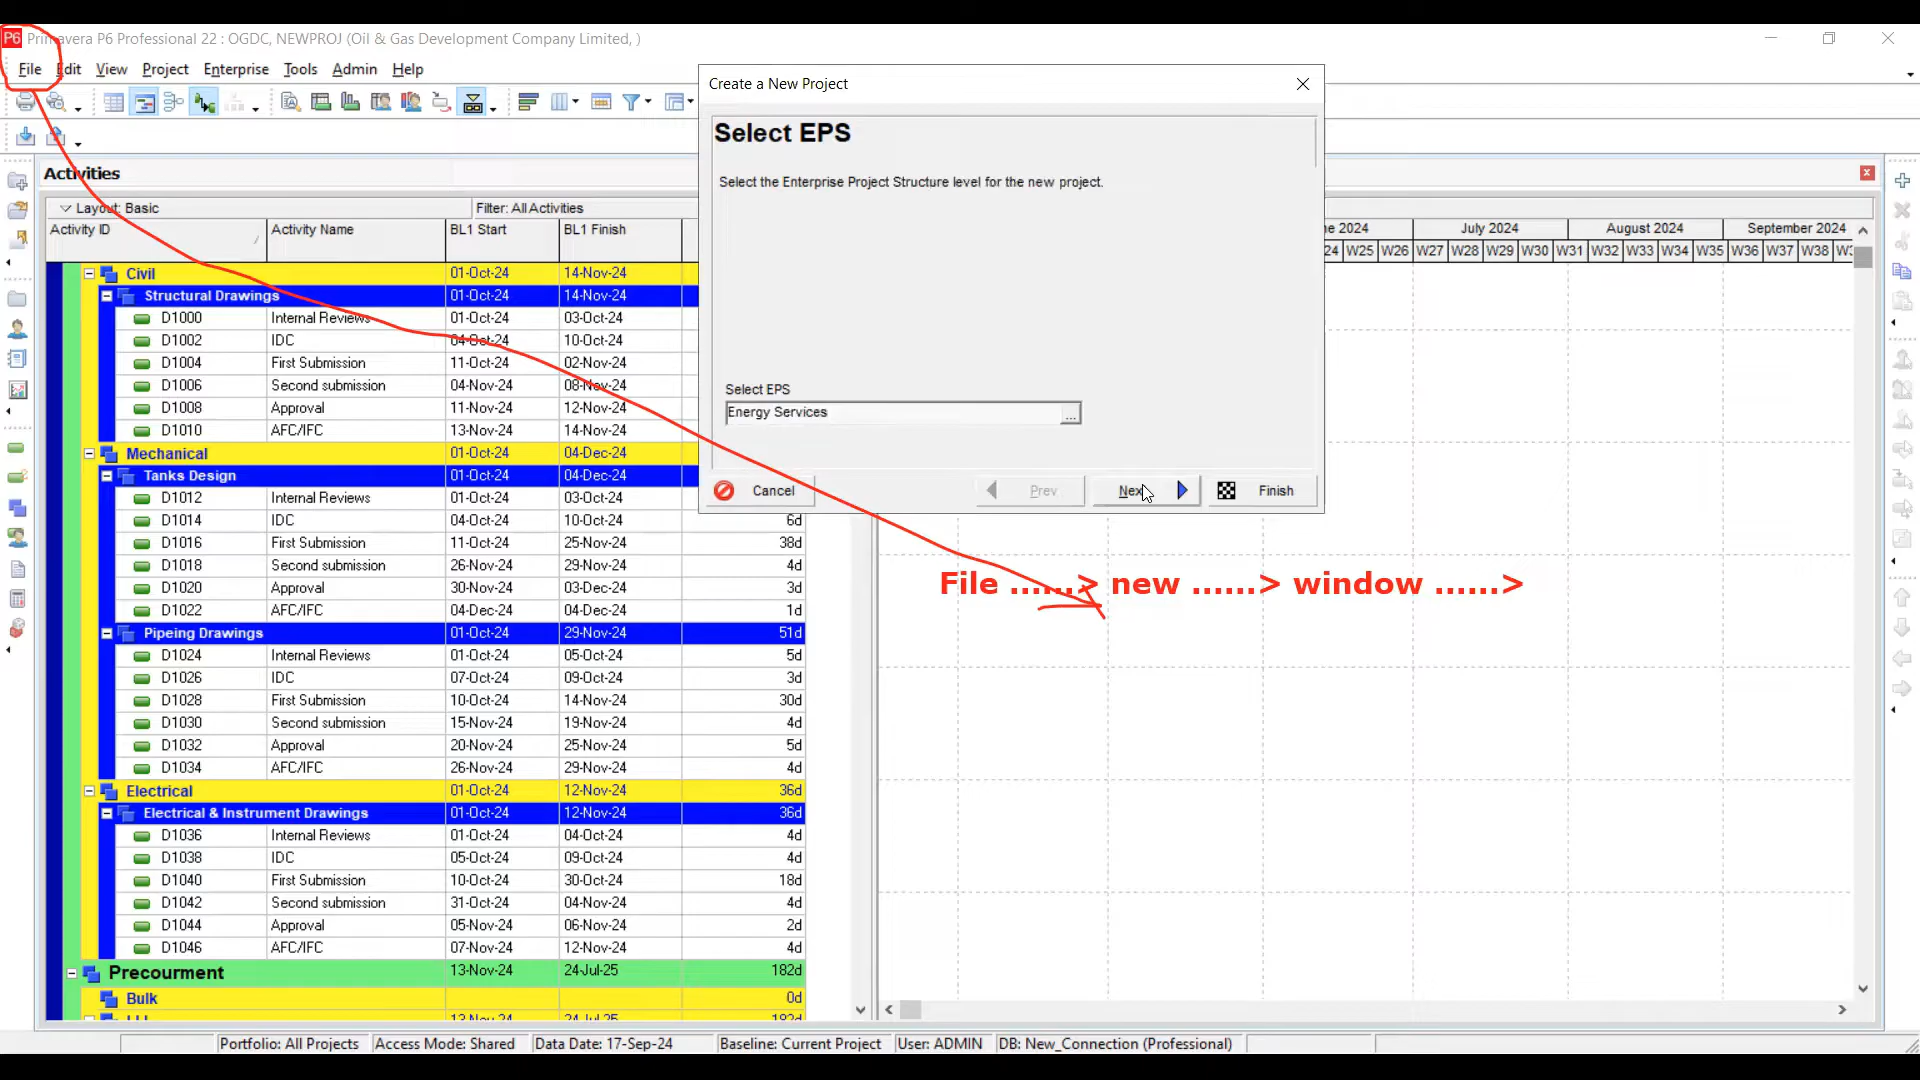 P6 Primavera P6 Professional 22 : OGDC, NEWPROJ (Oil & Gas Development Company Limited, )
File Edit View Project Enterprise Tools Admin Help
Create a New Project
Select EPS
Select the Enterprise Project Structure level for the new project.
Select EPS
Energy Services
...
Cancel Prev Next Finish
File ......> new ......> window ......>
Activities
Layout: Basic Filter: All Activities
Activity ID Activity Name BL1 Start BL1 Finish
ne 2024 July 2024 August 2024 September 2024
24 W25 W26 W27 W28 W29 W30 W31 W32 W33 W34 W35 W36 W37 W38
Civil 01-Oct-24 14-Nov-24
Structural Drawings 01-Oct-24 14-Nov-24
D1000 Internal Reviews 01-Oct-24 03-Oct-24
D1002 IDC 04-Oct-24 10-Oct-24
D1004 First Submission 11-Oct-24 02-Nov-24
D1006 Second submission 04-Nov-24 08-Nov-24
D1008 Approval 11-Nov-24 12-Nov-24
D1010 AFC/IFC 13-Nov-24 14-Nov-24
Mechanical 01-Oct-24 04-Dec-24
Tanks Design 01-Oct-24 04-Dec-24
D1012 Internal Reviews 01-Oct-24 03-Oct-24
D1014 IDC 04-Oct-24 10-Oct-24 6d
D1016 First Submission 11-Oct-24 25-Nov-24 38d
D1018 Second submission 26-Nov-24 29-Nov-24 4d
D1020 Approval 30-Nov-24 03-Dec-24 3d
D1022 AFC/IFC 04-Dec-24 04-Dec-24 1d
Pipeing Drawings 01-Oct-24 29-Nov-24 51d
D1024 Internal Reviews 01-Oct-24 05-Oct-24 5d
D1026 IDC 07-Oct-24 09-Oct-24 3d
D1028 First Submission 10-Oct-24 14-Nov-24 30d
D1030 Second submission 15-Nov-24 19-Nov-24 4d
D1032 Approval 20-Nov-24 25-Nov-24 5d
D1034 AFC/IFC 26-Nov-24 29-Nov-24 4d
Electrical 01-Oct-24 12-Nov-24 36d
Electrical & Instrument Drawings 01-Oct-24 12-Nov-24 36d
D1036 Internal Reviews 01-Oct-24 04-Oct-24 4d
D1038 IDC 05-Oct-24 09-Oct-24 4d
D1040 First Submission 10-Oct-24 30-Oct-24 18d
D1042 Second submission 31-Oct-24 04-Nov-24 4d
D1044 Approval 05-Nov-24 06-Nov-24 2d
D1046 AFC/IFC 07-Nov-24 12-Nov-24 4d
Precourment 13-Nov-24 24-Jul-25 182d
Bulk 0d
13-Nov-24 24-Jul-25 182d
Portfolio: All Projects Access Mode: Shared Data Date: 17-Sep-24 Baseline: Current Project User: ADMIN DB: New_Connection (Professional)